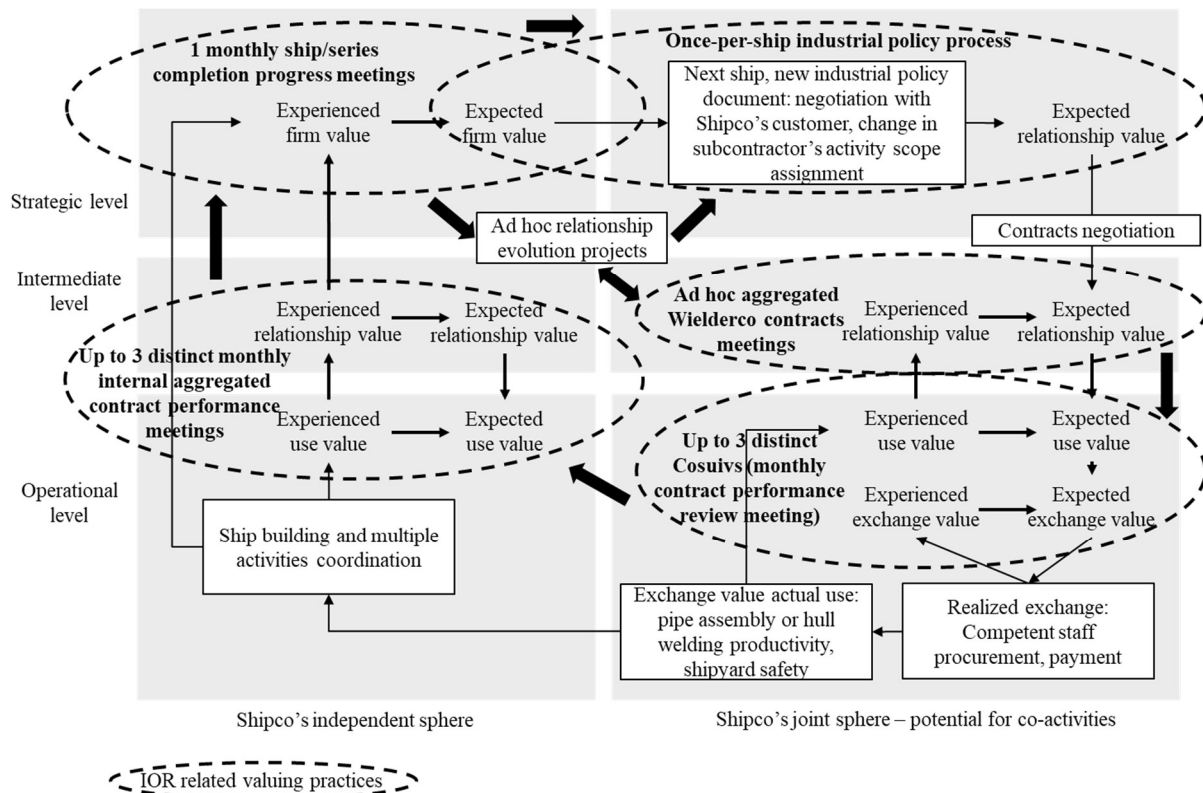 1 monthly ship/series
completion progress meetings
Experienced
firm value
Expected
firm value
Once-per-ship industrial policy process
Next ship, new industrial policy
document: negotiation with
Shipco's customer, change in
subcontractor's activity scope
assignment
Expected
relationship value
Strategic level
Ad hoc relationship
evolution projects
Contracts negotiation
Intermediate
level
Experienced
relationship value
Expected
relationship value
Ad hoc aggregated
Wielderco contracts
meetings
Experienced
relationship value
Expected
relationship value
Up to 3 distinct monthly
internal aggregated
contract performance
meetings
Experienced
use value
Expected
use value
Up to 3 distinct
Cosuivs (monthly
contract performance
review meeting)
Experienced
use value
Expected
use value
Experienced
exchange value
Expected
exchange value
Operational
level
Ship building and multiple
activities coordination
Exchange value actual use:
pipe assembly or hull
welding productivity,
shipyard safety
Realized exchange:
Competent staff
procurement, payment
Shipco's independent sphere
Shipco's joint sphere – potential for co-activities
IOR related valuing practices